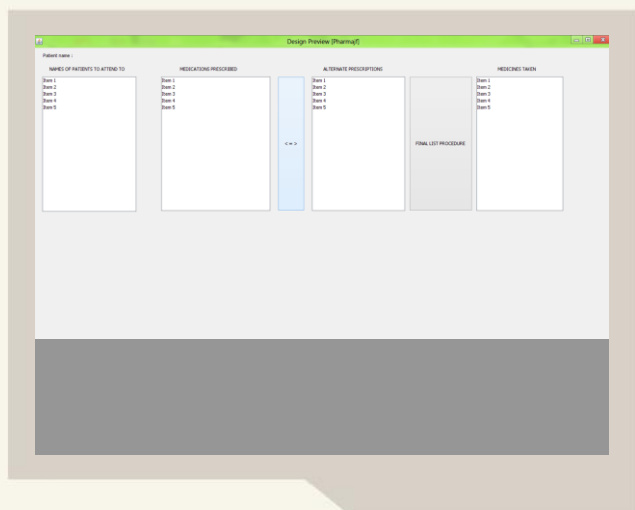 Design Preview [Pharmajf]
Patient name :
NAMES OF PATIENTS TO ATTEND TO
MEDICATIONS PRESCRIBED
ALTERNATE PRESCRIPTIONS
MEDICINES TAKEN
Item 1
Item 2
Item 3
Item 4
Item 5
Item 1
Item 2
Item 3
Item 4
Item 5
< = >
Item 1
Item 2
Item 3
Item 4
Item 5
FINAL LIST PROCEDURE
Item 1
Item 2
Item 3
Item 4
Item 5